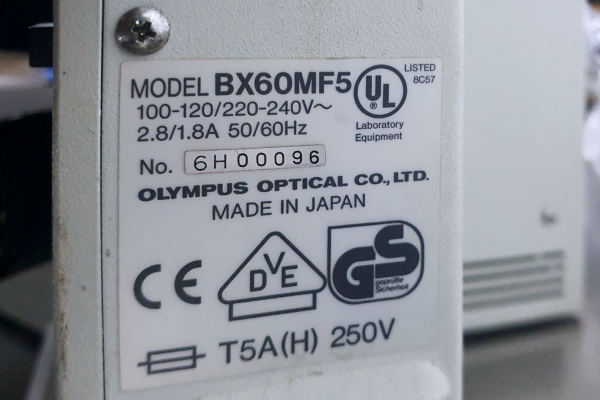 MODEL BX60MF5
100-120/220-240V~
2.8/1.8A 50/60Hz
UL
LISTED
8C57
Laboratory
Equipment
No. 6H00096
OLYMPUS OPTICAL CO., LTD.
MADE IN JAPAN
CE
DVE
GS
geprüfte
Sicherheit
T5A(H) 250V